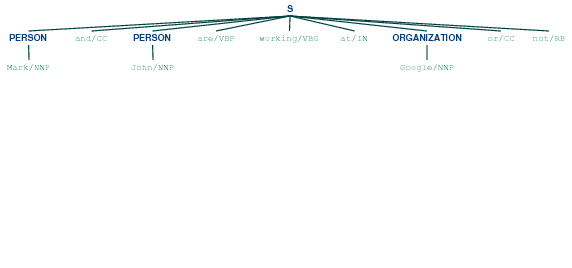 S
PERSON and/CC PERSON are/VBP working/VBG at/IN ORGANIZATION or/CC not/RB
Mark/NNP John/NNP Google/NNP